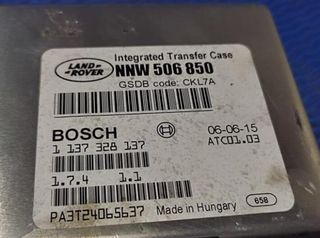 LAND ROVER
Integrated Transfer Case
NNW 506 850
GSDB code: CKL7A
BOSCH
06-06-15
1 137 328 137
ATC01.03
1.7.4 1.1
PA3T24065637
Made in Hungary
658